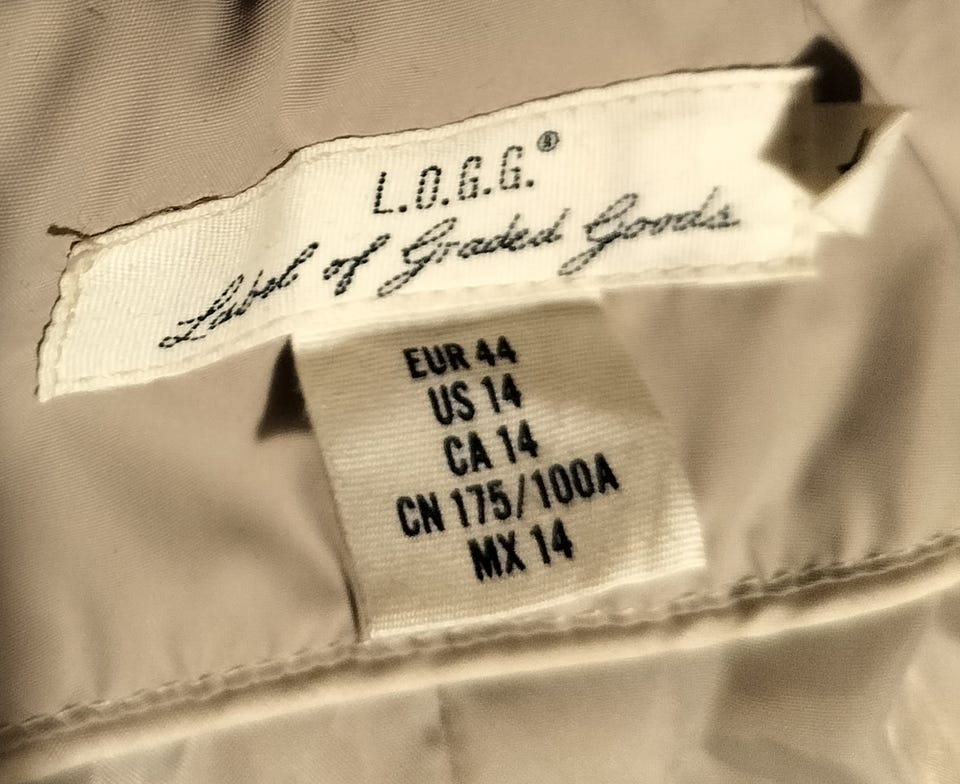 L.O.G.G.®
Label of Graded Goods
EUR 44
US 14
CA 14
CN 175/100A
MX 14